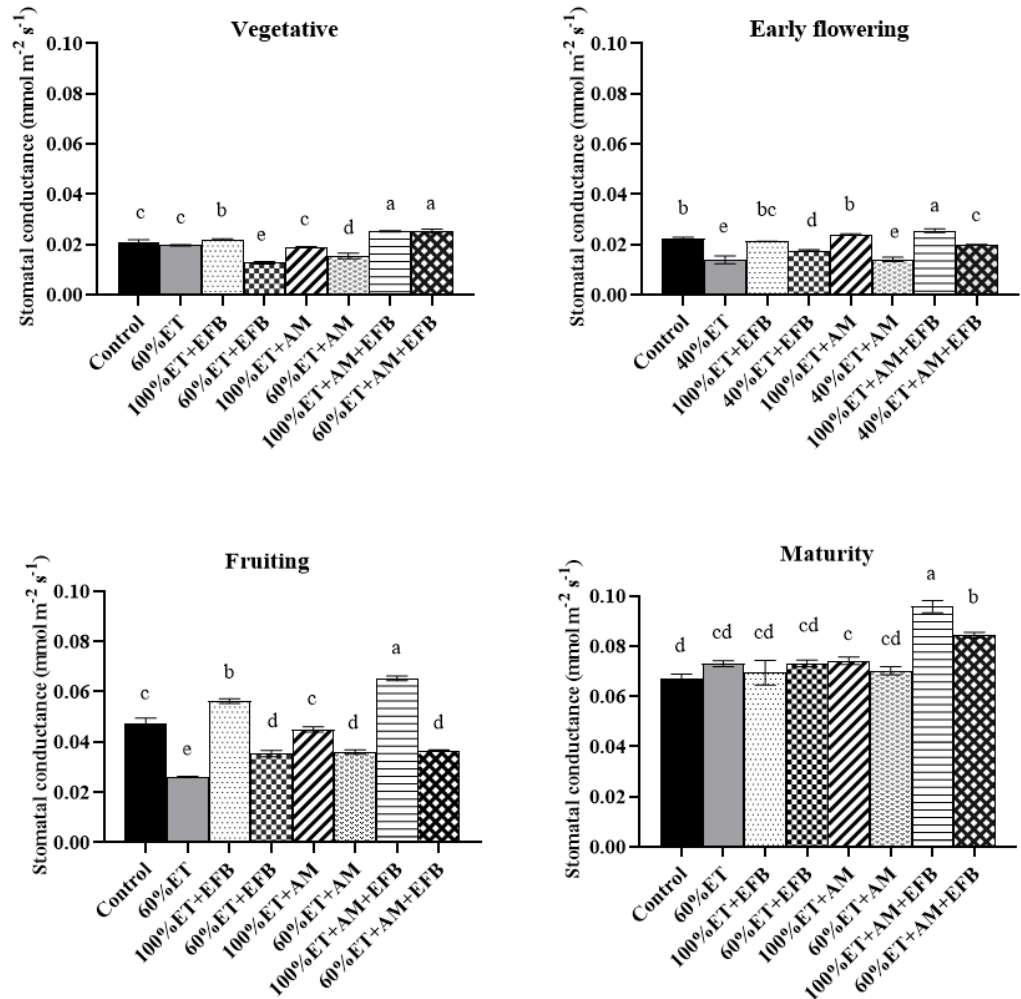 Vegetative
Stomatal conductance (mmol m⁻² s⁻¹)
0.10
0.08
0.06
0.04
0.02
0.00
c c b e c d a a
Control
60%ET
100%ET+EFB
60%ET+EFB
100%ET+AM
60%ET+AM
100%ET+AM+EFB
60%ET+AM+EFB
Early flowering
Stomatal conductance (mmol m⁻² s⁻¹)
0.10
0.08
0.06
0.04
0.02
0.00
b e bc d b e a c
Control
40%ET
100%ET+EFB
40%ET+EFB
100%ET+AM
40%ET+AM
100%ET+AM+EFB
40%ET+AM+EFB
Fruiting
Stomatal conductance (mmol m⁻² s⁻¹)
0.10
0.08
0.06
0.04
0.02
0.00
c e b d c d a d
Control
60%ET
100%ET+EFB
60%ET+EFB
100%ET+AM
60%ET+AM
100%ET+AM+EFB
60%ET+AM+EFB
Maturity
Stomatal conductance (mmol m⁻² s⁻¹)
0.10
0.08
0.06
0.04
0.02
0.00
d cd cd cd c cd a b
Control
60%ET
100%ET+EFB
60%ET+EFB
100%ET+AM
60%ET+AM
100%ET+AM+EFB
60%ET+AM+EFB